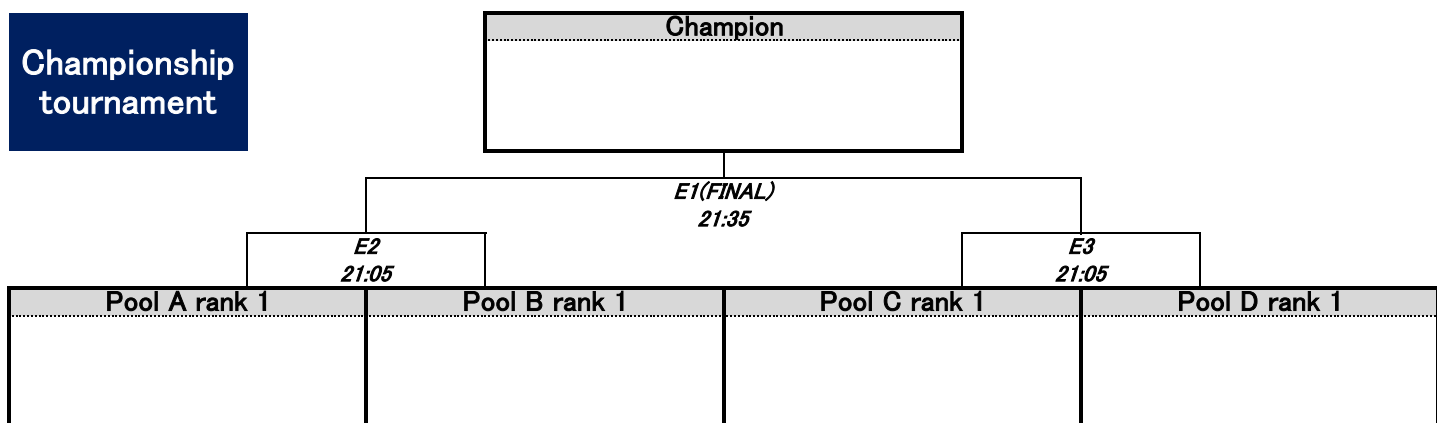 Championship
tournament
Champion
E1(FINAL)
21:35
E2
21:05
E3
21:05
Pool A rank 1
Pool B rank 1
Pool C rank 1
Pool D rank 1